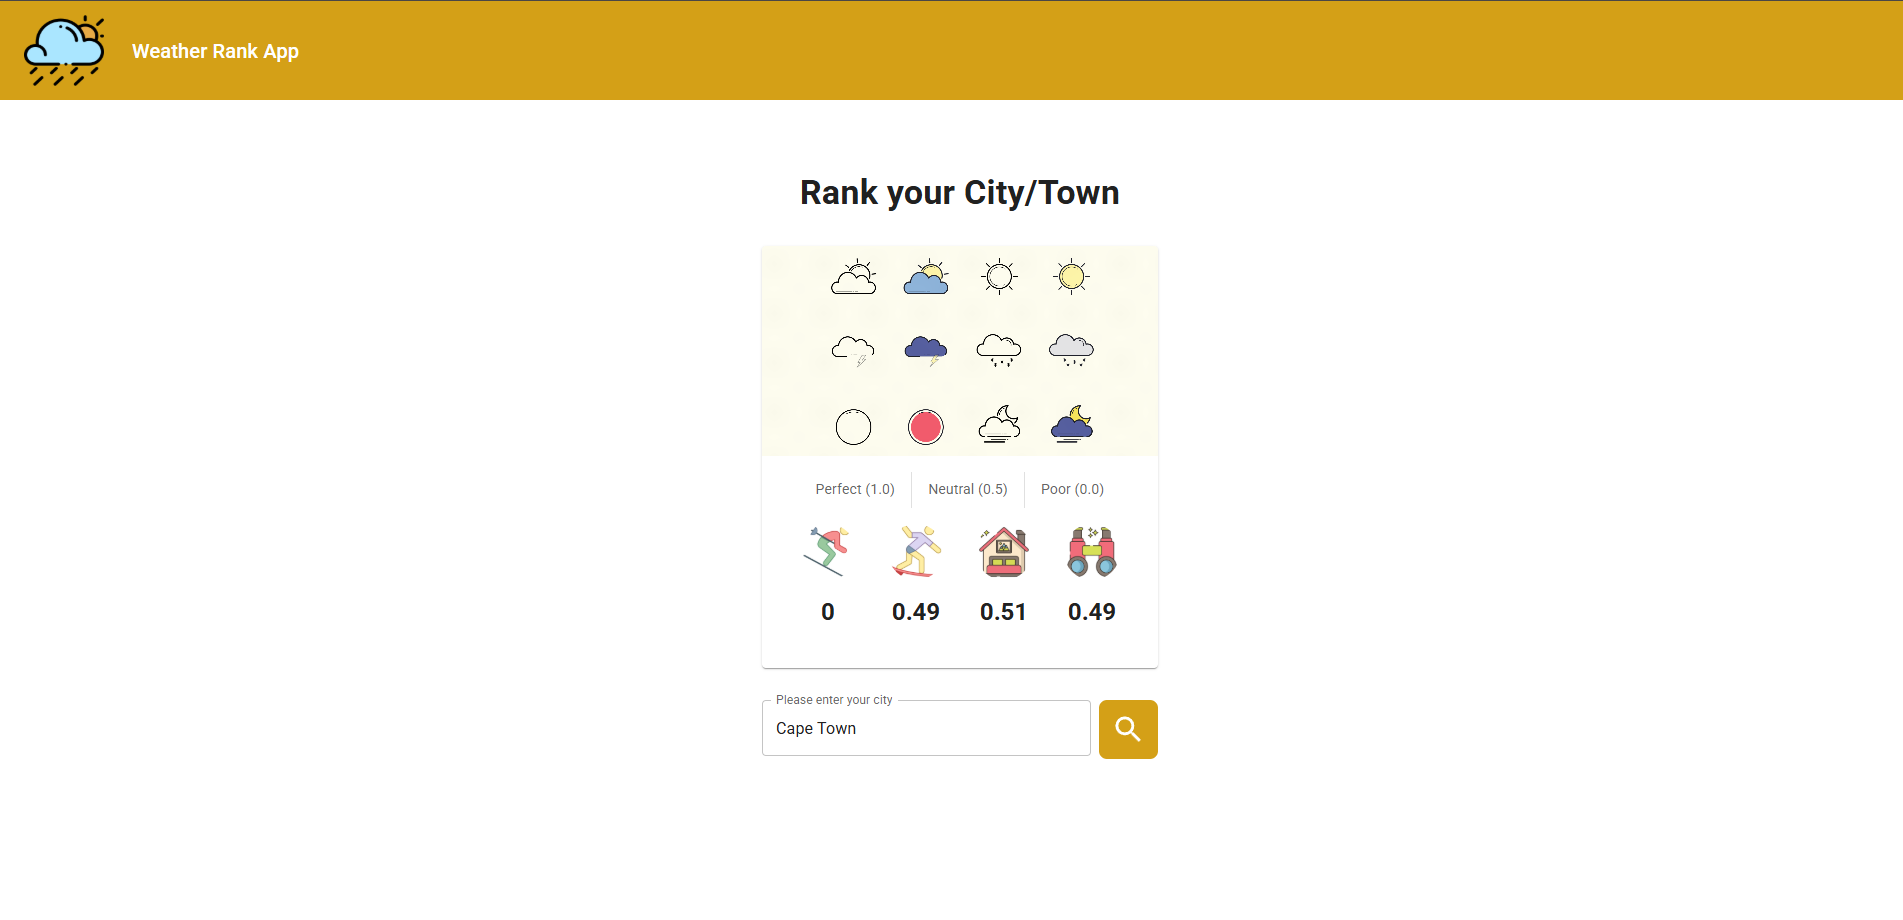 Weather Rank App
Rank your City/Town
Perfect (1.0) Neutral (0.5) Poor (0.0)
0 0.49 0.51 0.49
Please enter your city
Cape Town